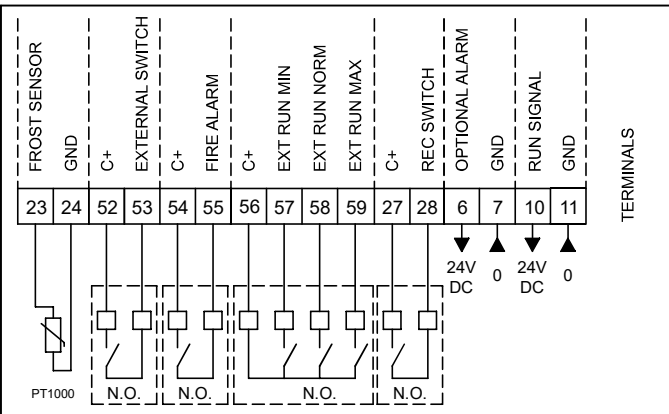 FROST SENSOR
GND
C+
EXTERNAL SWITCH
C+
FIRE ALARM
C+
EXT RUN MIN
EXT RUN NORM
EXT RUN MAX
C+
REC SWITCH
OPTIONAL ALARM
GND
RUN SIGNAL
GND
TERMINALS
23 24 52 53 54 55 56 57 58 59 27 28 6 7 10 11
24V DC
0
24V DC
0
PT1000
N.O.
N.O.
N.O.
N.O.